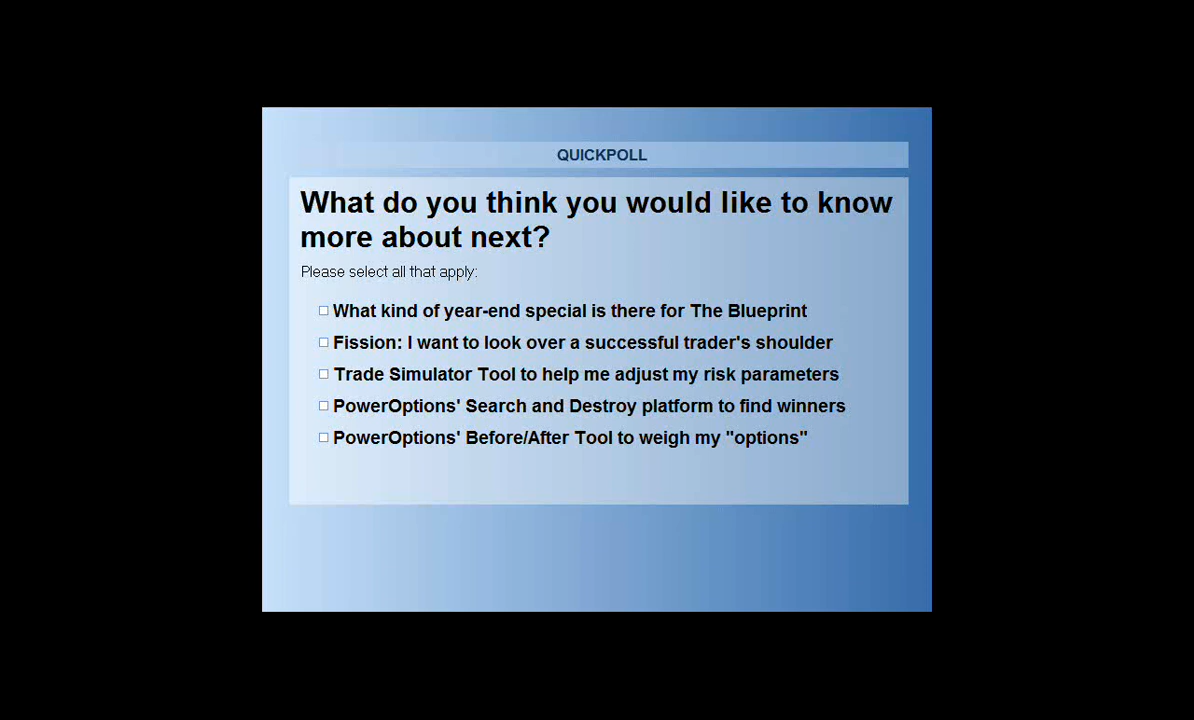 QUICKPOLL
What do you think you would like to know
more about next?
Please select all that apply:
What kind of year-end special is there for The Blueprint
Fission: I want to look over a successful trader's shoulder
Trade Simulator Tool to help me adjust my risk parameters
PowerOptions' Search and Destroy platform to find winners
PowerOptions' Before/After Tool to weigh my "options"